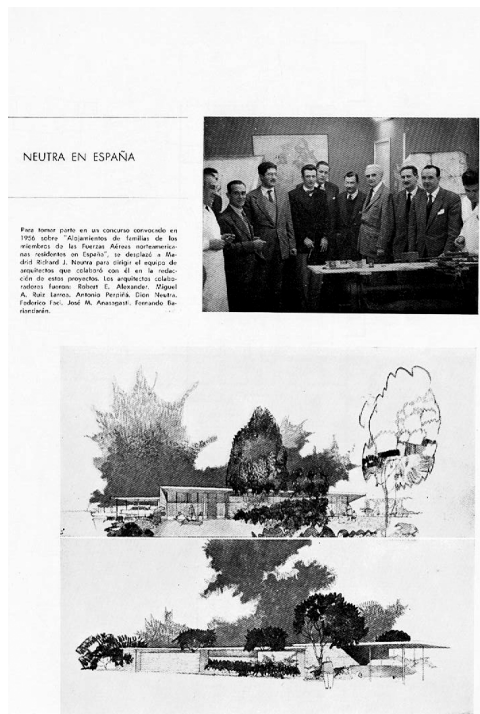 NEUTRA EN ESPAÑA
Para tomar parte en un concurso convocado en
1956 sobre "Alojamientos de familias de los
miembros de las Fuerzas Aéreas norteamerica-
nas residentes en España", se desplazó a Ma-
drid Richard J. Neutra para dirigir el equipo de
arquitectos que colaboró con él en la redac-
ción de estos proyectos. Los arquitectos colabo-
radores fueron: Robert E. Alexander, Miguel
A. Ruiz Larrea, Antonio Perpiñá, Dion Neutra,
Federico Faci, José M. Anasagasti, Fernando Ba-
riandarán.